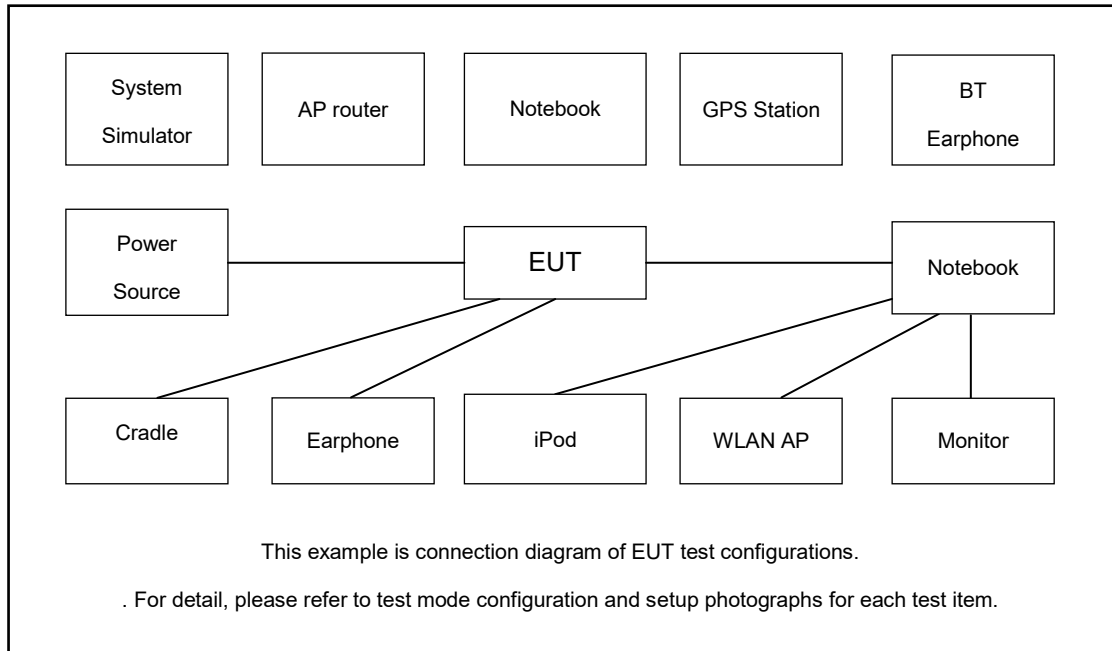 System
Simulator
AP router
Notebook
GPS Station
BT
Earphone
Power
Source
EUT
Notebook
Cradle
Earphone
iPod
WLAN AP
Monitor
This example is connection diagram of EUT test configurations.
. For detail, please refer to test mode configuration and setup photographs for each test item.